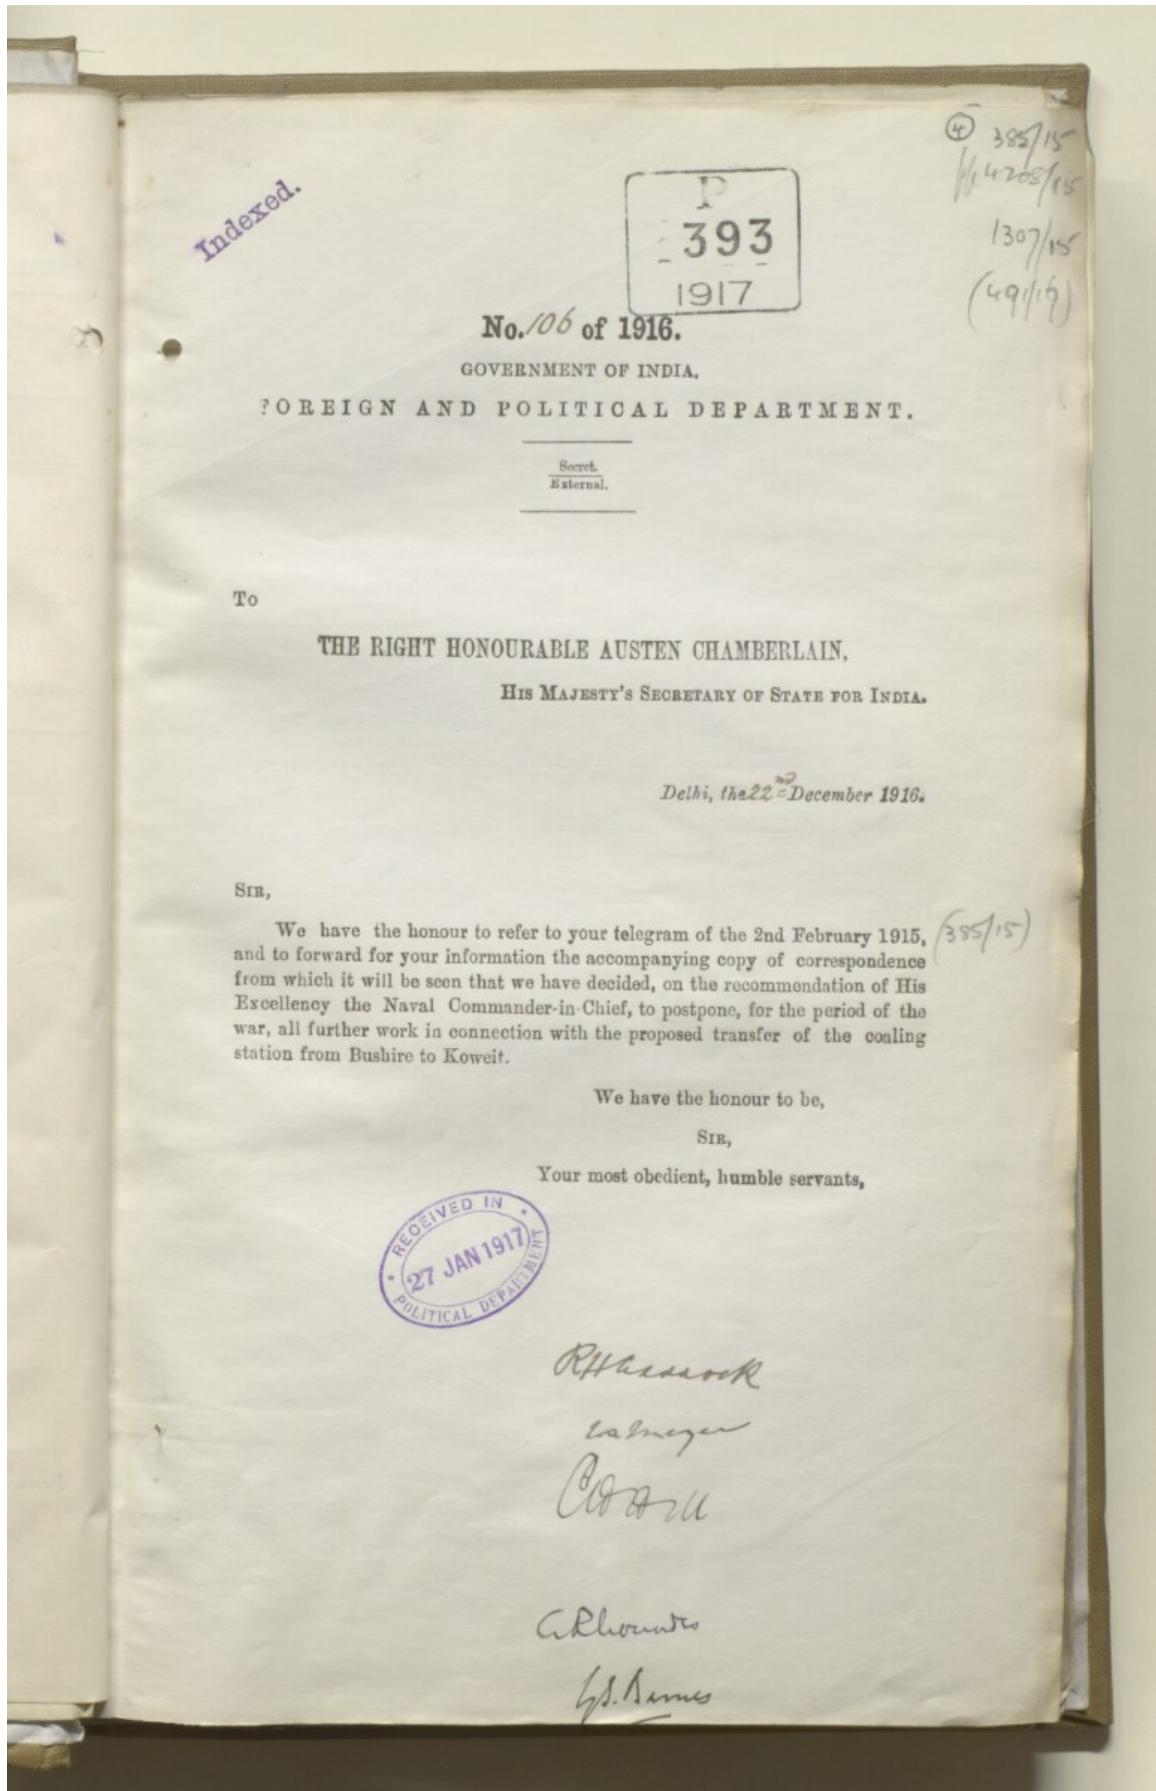 4
385/15
4208/15
1307/15
(491/19)
Indexed.
P
393
1917
No. 106 of 1916.
GOVERNMENT OF INDIA.
FOREIGN AND POLITICAL DEPARTMENT.
Secret.
External.
To
THE RIGHT HONOURABLE AUSTEN CHAMBERLAIN,
HIS MAJESTY'S SECRETARY OF STATE FOR INDIA.
Delhi, the 22nd December 1916.
SIR,
We have the honour to refer to your telegram of the 2nd February 1915, (385/15)
and to forward for your information the accompanying copy of correspondence
from which it will be seen that we have decided, on the recommendation of His
Excellency the Naval Commander-in-Chief, to postpone, for the period of the
war, all further work in connection with the proposed transfer of the coaling
station from Bushire to Koweit.
We have the honour to be,
SIR,
Your most obedient, humble servants,
RECEIVED IN
27 JAN 1917
POLITICAL DEPARTMENT
RH Craddock
WS Meyer
G.S. Barnes